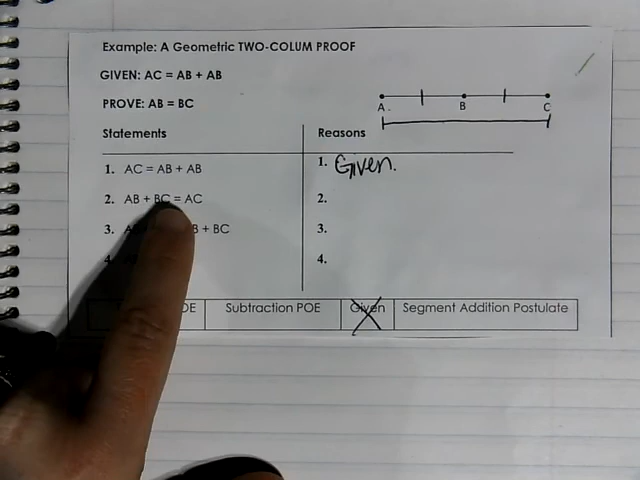 Example: A Geometric TWO-COLUM PROOF
GIVEN: AC = AB + AB
PROVE: AB = BC
A. B C
Statements Reasons
1. AC = AB + AB 1. Given.
2. AB + BC = AC 2.
3. + BC 3.
4. 4.
Subtraction POE Given Segment Addition Postulate